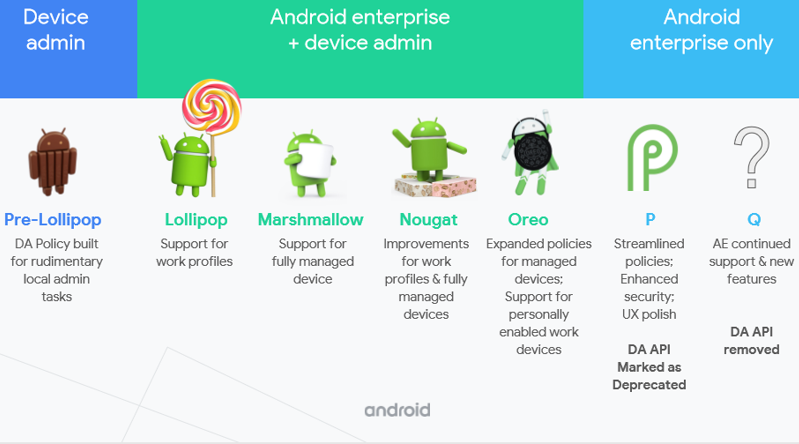 Device
admin
Android enterprise
+ device admin
Android
enterprise only
Pre-Lollipop
DA Policy built
for rudimentary
local admin
tasks
Lollipop
Support for
work profiles
Marshmallow
Support for
fully managed
device
Nougat
Improvements
for work
profiles & fully
managed
devices
Oreo
Expanded policies
for managed
devices;
Support for
personally
enabled work
devices
P
Streamlined
policies;
Enhanced
security;
UX polish
DA API
Marked as
Deprecated
?
Q
AE continued
support & new
features
DA API
removed
android